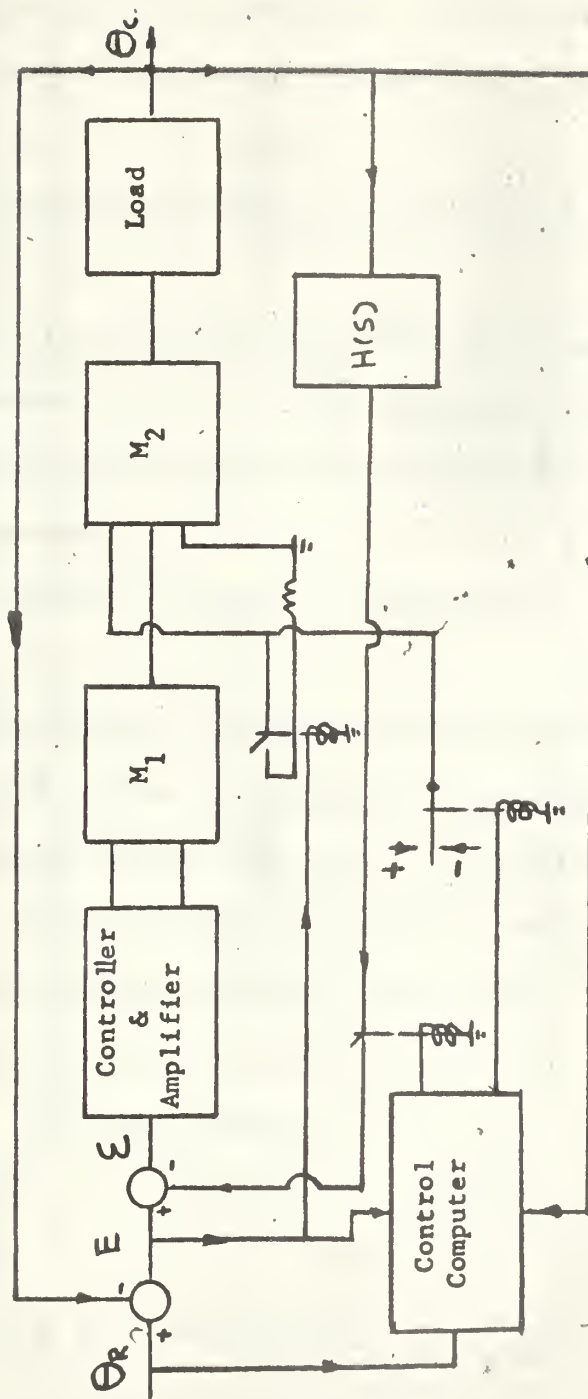 θR
+
-
E
+
-
ε
Controller
&
Amplifier
M1
M2
Load
θc.
H(S)
+
-
Control
Computer